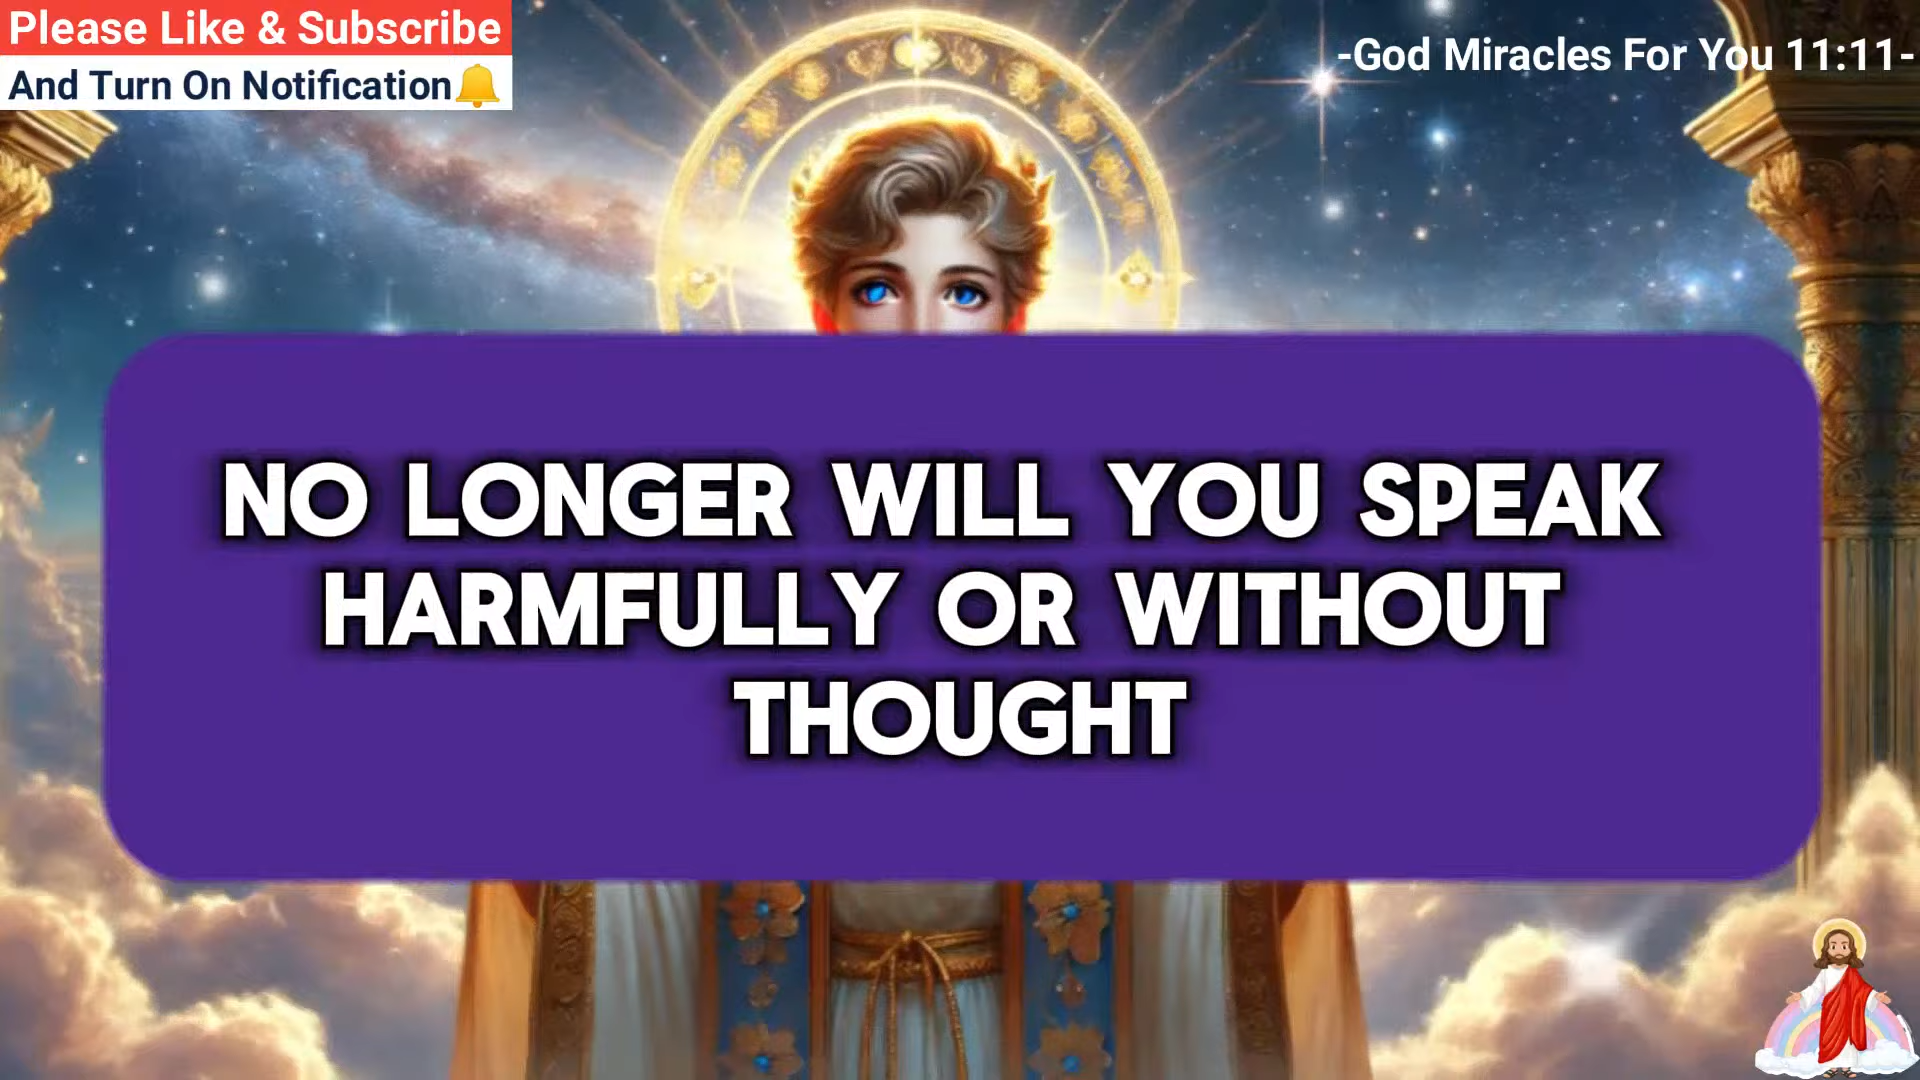 Please Like & Subscribe
And Turn On Notification🔔
-God Miracles For You 11:11-
NO LONGER WILL YOU SPEAK
HARMFULLY OR WITHOUT
THOUGHT